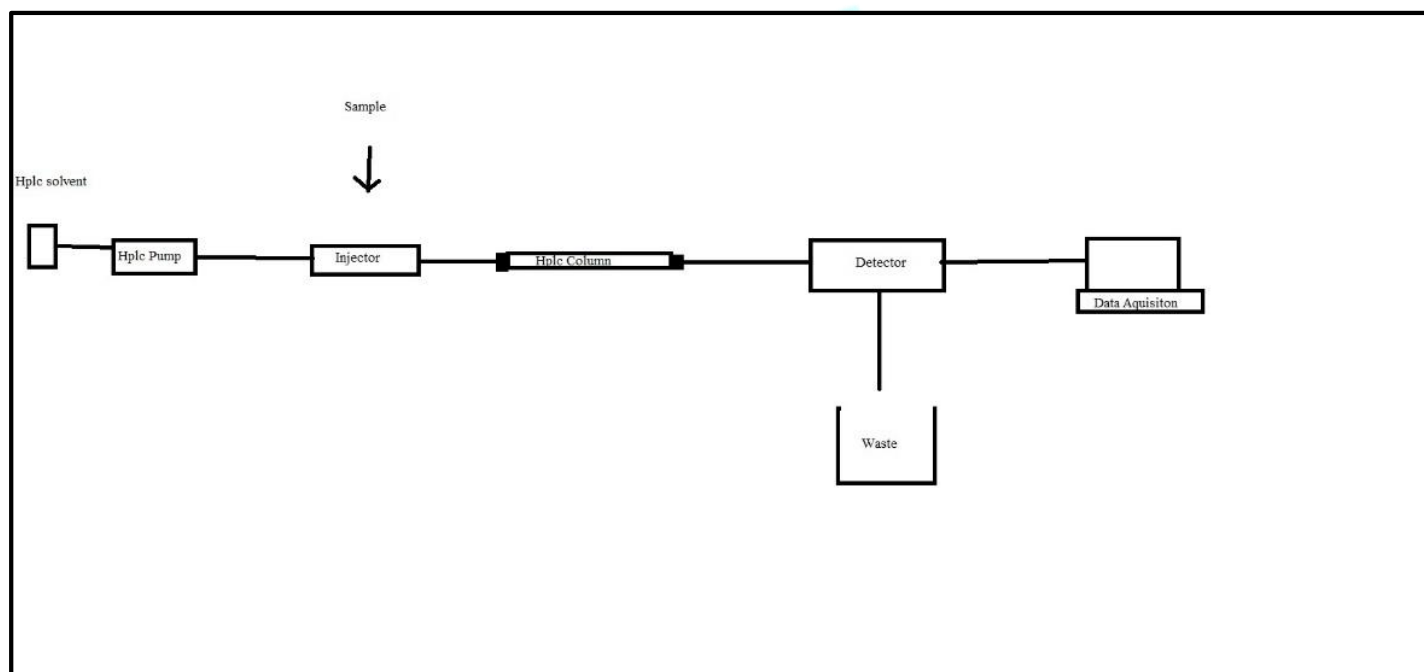 Sample
Hplc solvent
Hplc Pump
Injector
Hplc Column
Detector
Data Aquisiton
Waste